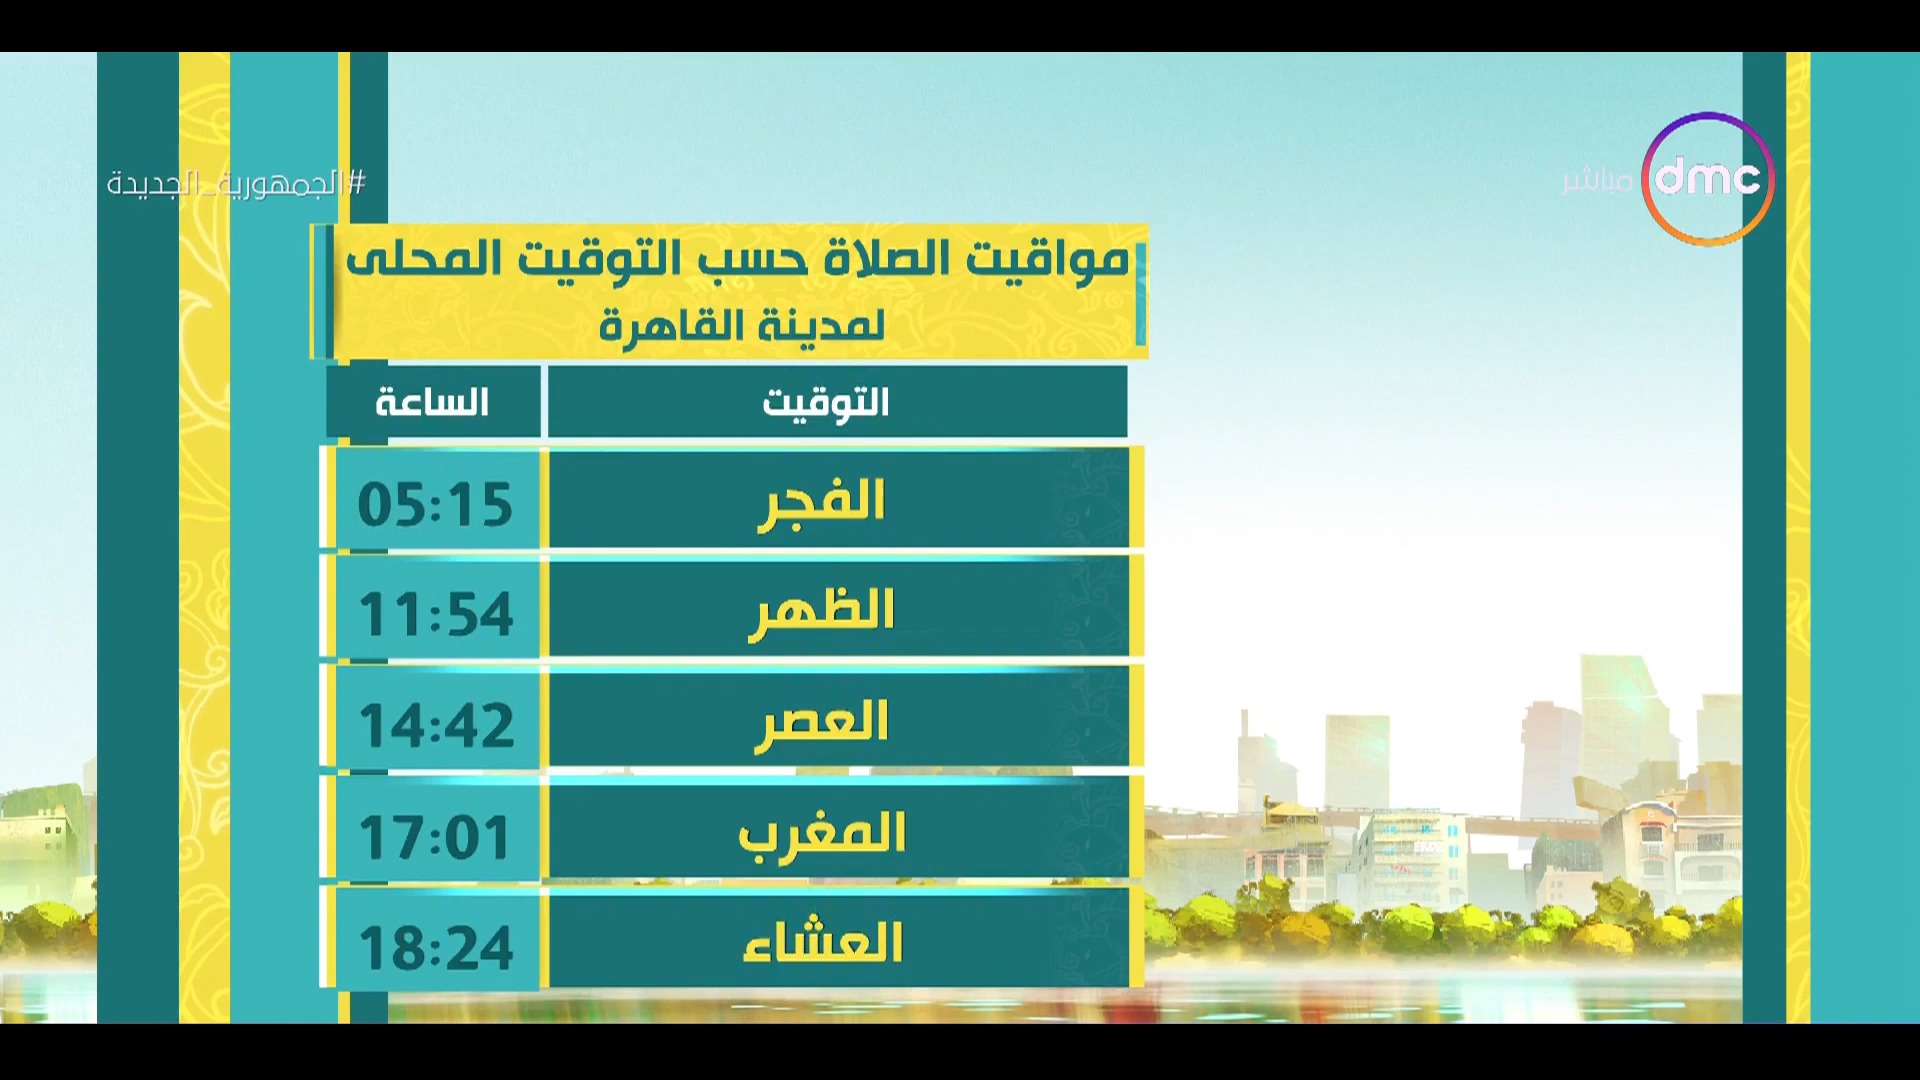 dmc مباشر
#الجمهورية_الجديدة
مواقيت الصلاة حسب التوقيت المحلى
لمدينة القاهرة
التوقيت الساعة
الفجر 05:15
الظهر 11:54
العصر 14:42
المغرب 17:01
العشاء 18:24